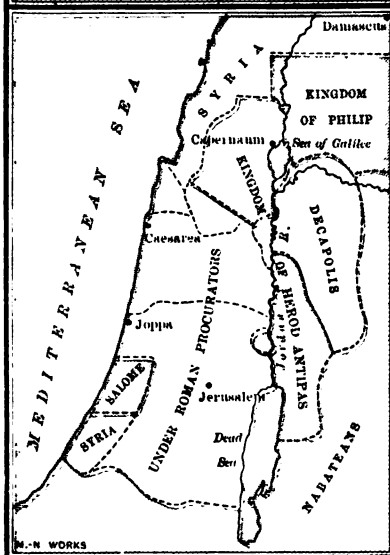 Damascus
SYRIA
KINGDOM
OF PHILIP
Capernaum
Sea of Galilee
MEDITERRANEAN SEA
KINGDOM
OF HEROD ANTIPAS
DECAPOLIS
R.
Jordan
Caesarea
UNDER ROMAN PROCURATORS
Joppa
SALOME
Jerusalem
SYRIA
Dead
Sea
NABATEANS
M.-N WORKS